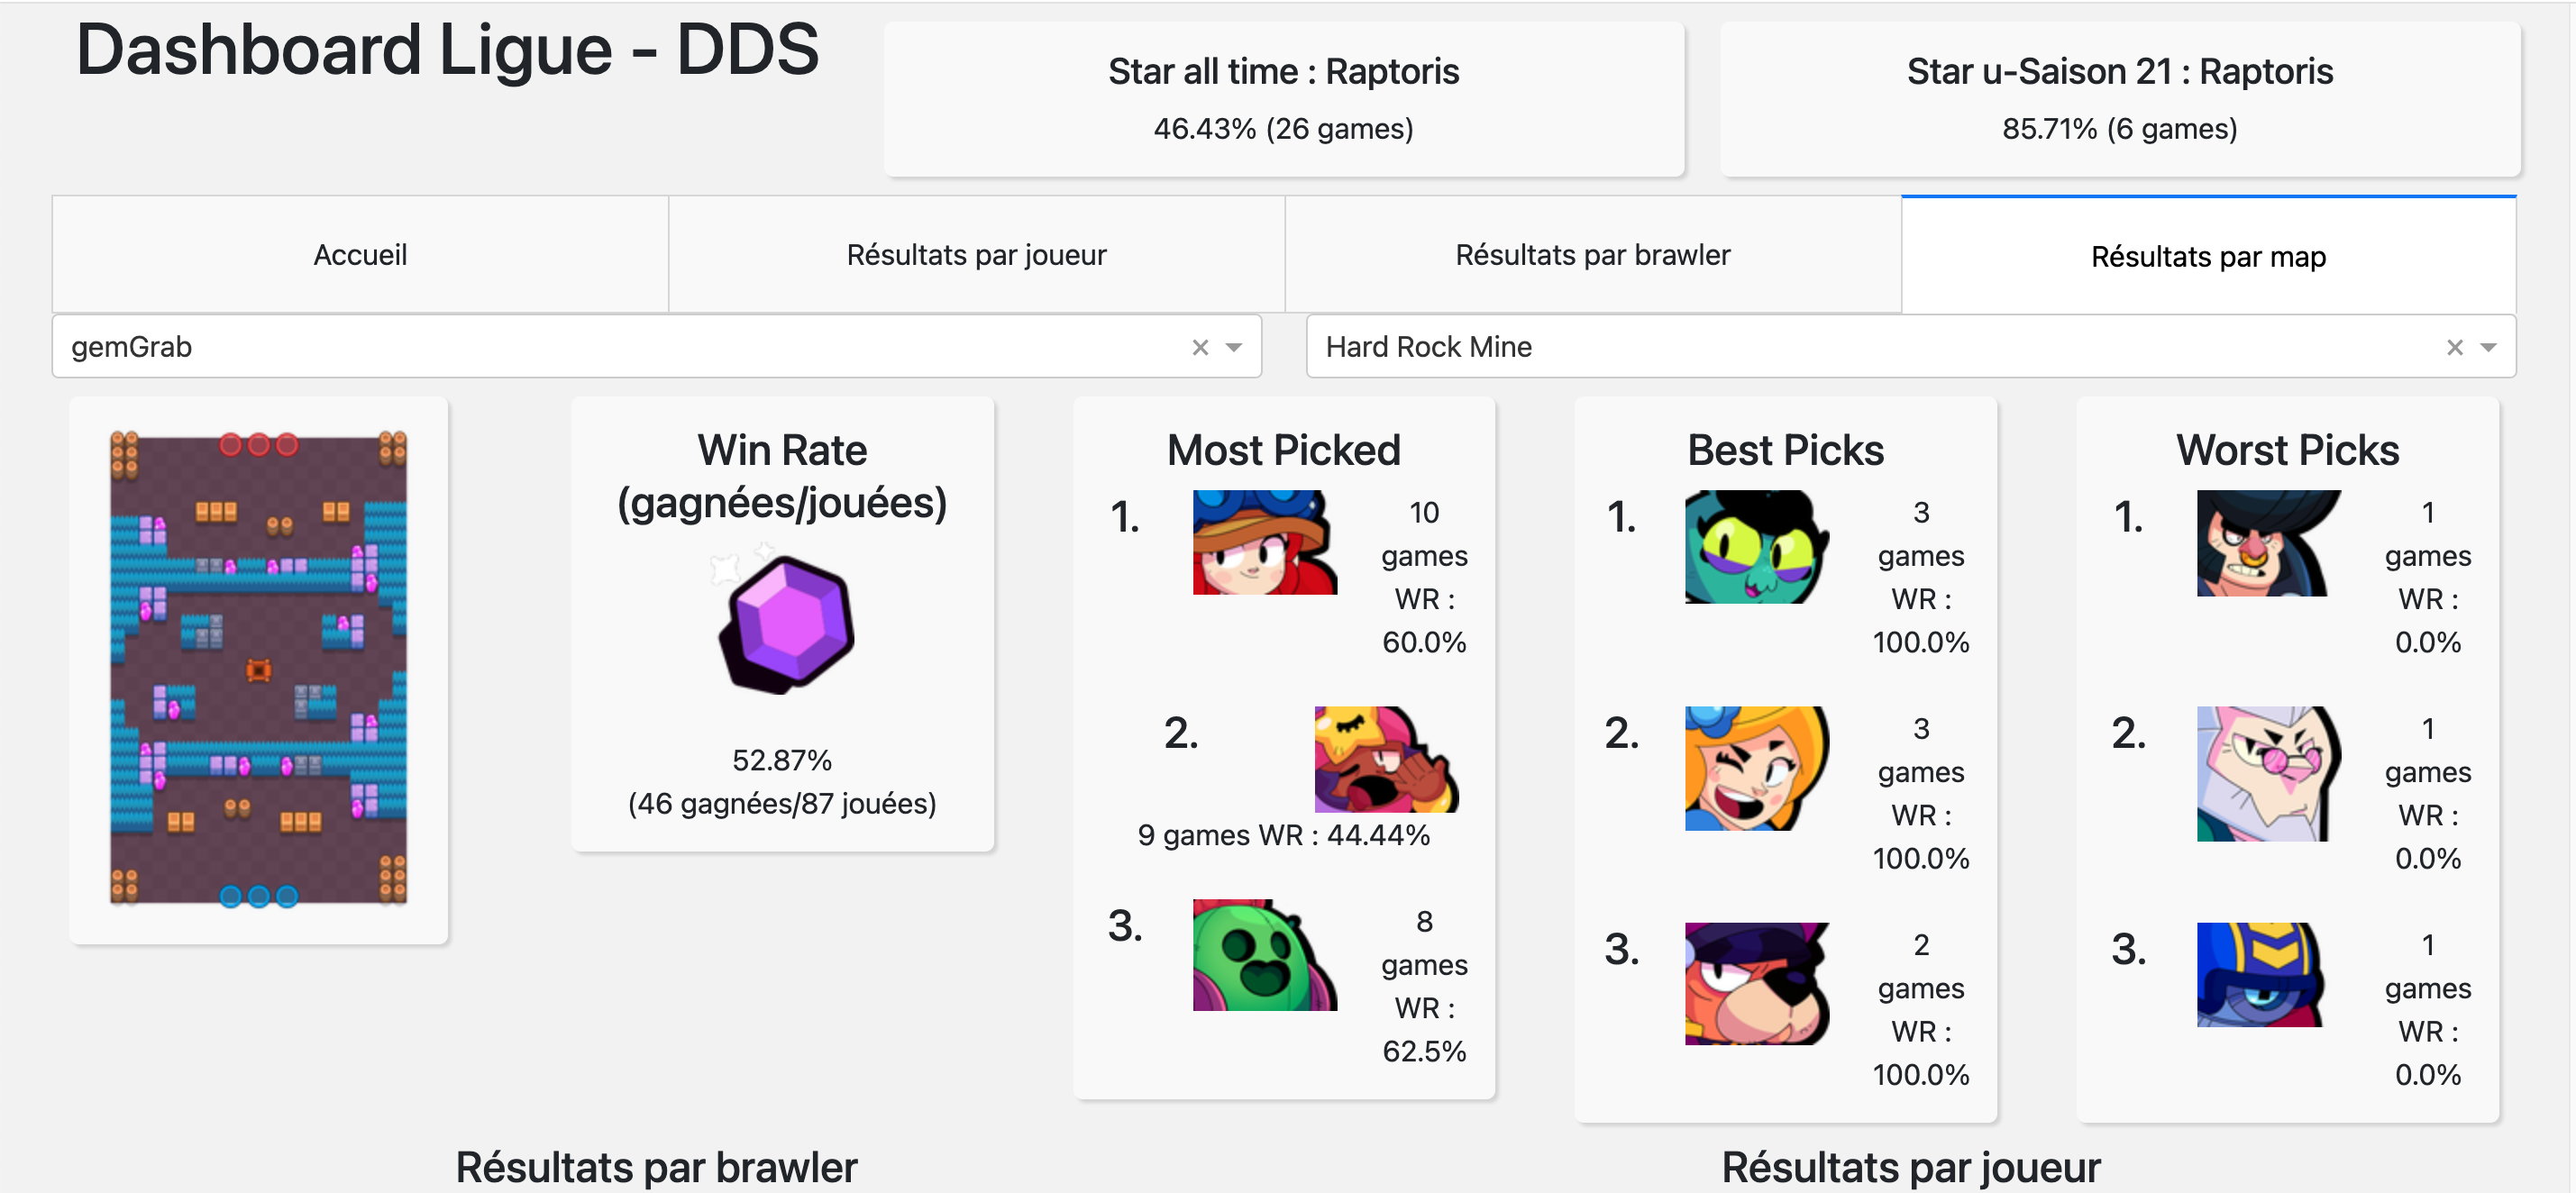 Dashboard Ligue - DDS
Star all time : Raptoris
46.43% (26 games)
Star u-Saison 21 : Raptoris
85.71% (6 games)
Accueil
Résultats par joueur
Résultats par brawler
Résultats par map
gemGrab
Hard Rock Mine
Win Rate
(gagnées/jouées)
52.87%
(46 gagnées/87 jouées)
Most Picked
1.
10
games
WR :
60.0%
2.
9 games WR : 44.44%
3.
8
games
WR :
62.5%
Best Picks
1.
3
games
WR :
100.0%
2.
3
games
WR :
100.0%
3.
2
games
WR :
100.0%
Worst Picks
1.
1
games
WR :
0.0%
2.
1
games
WR :
0.0%
3.
1
games
WR :
0.0%
Résultats par brawler
Résultats par joueur